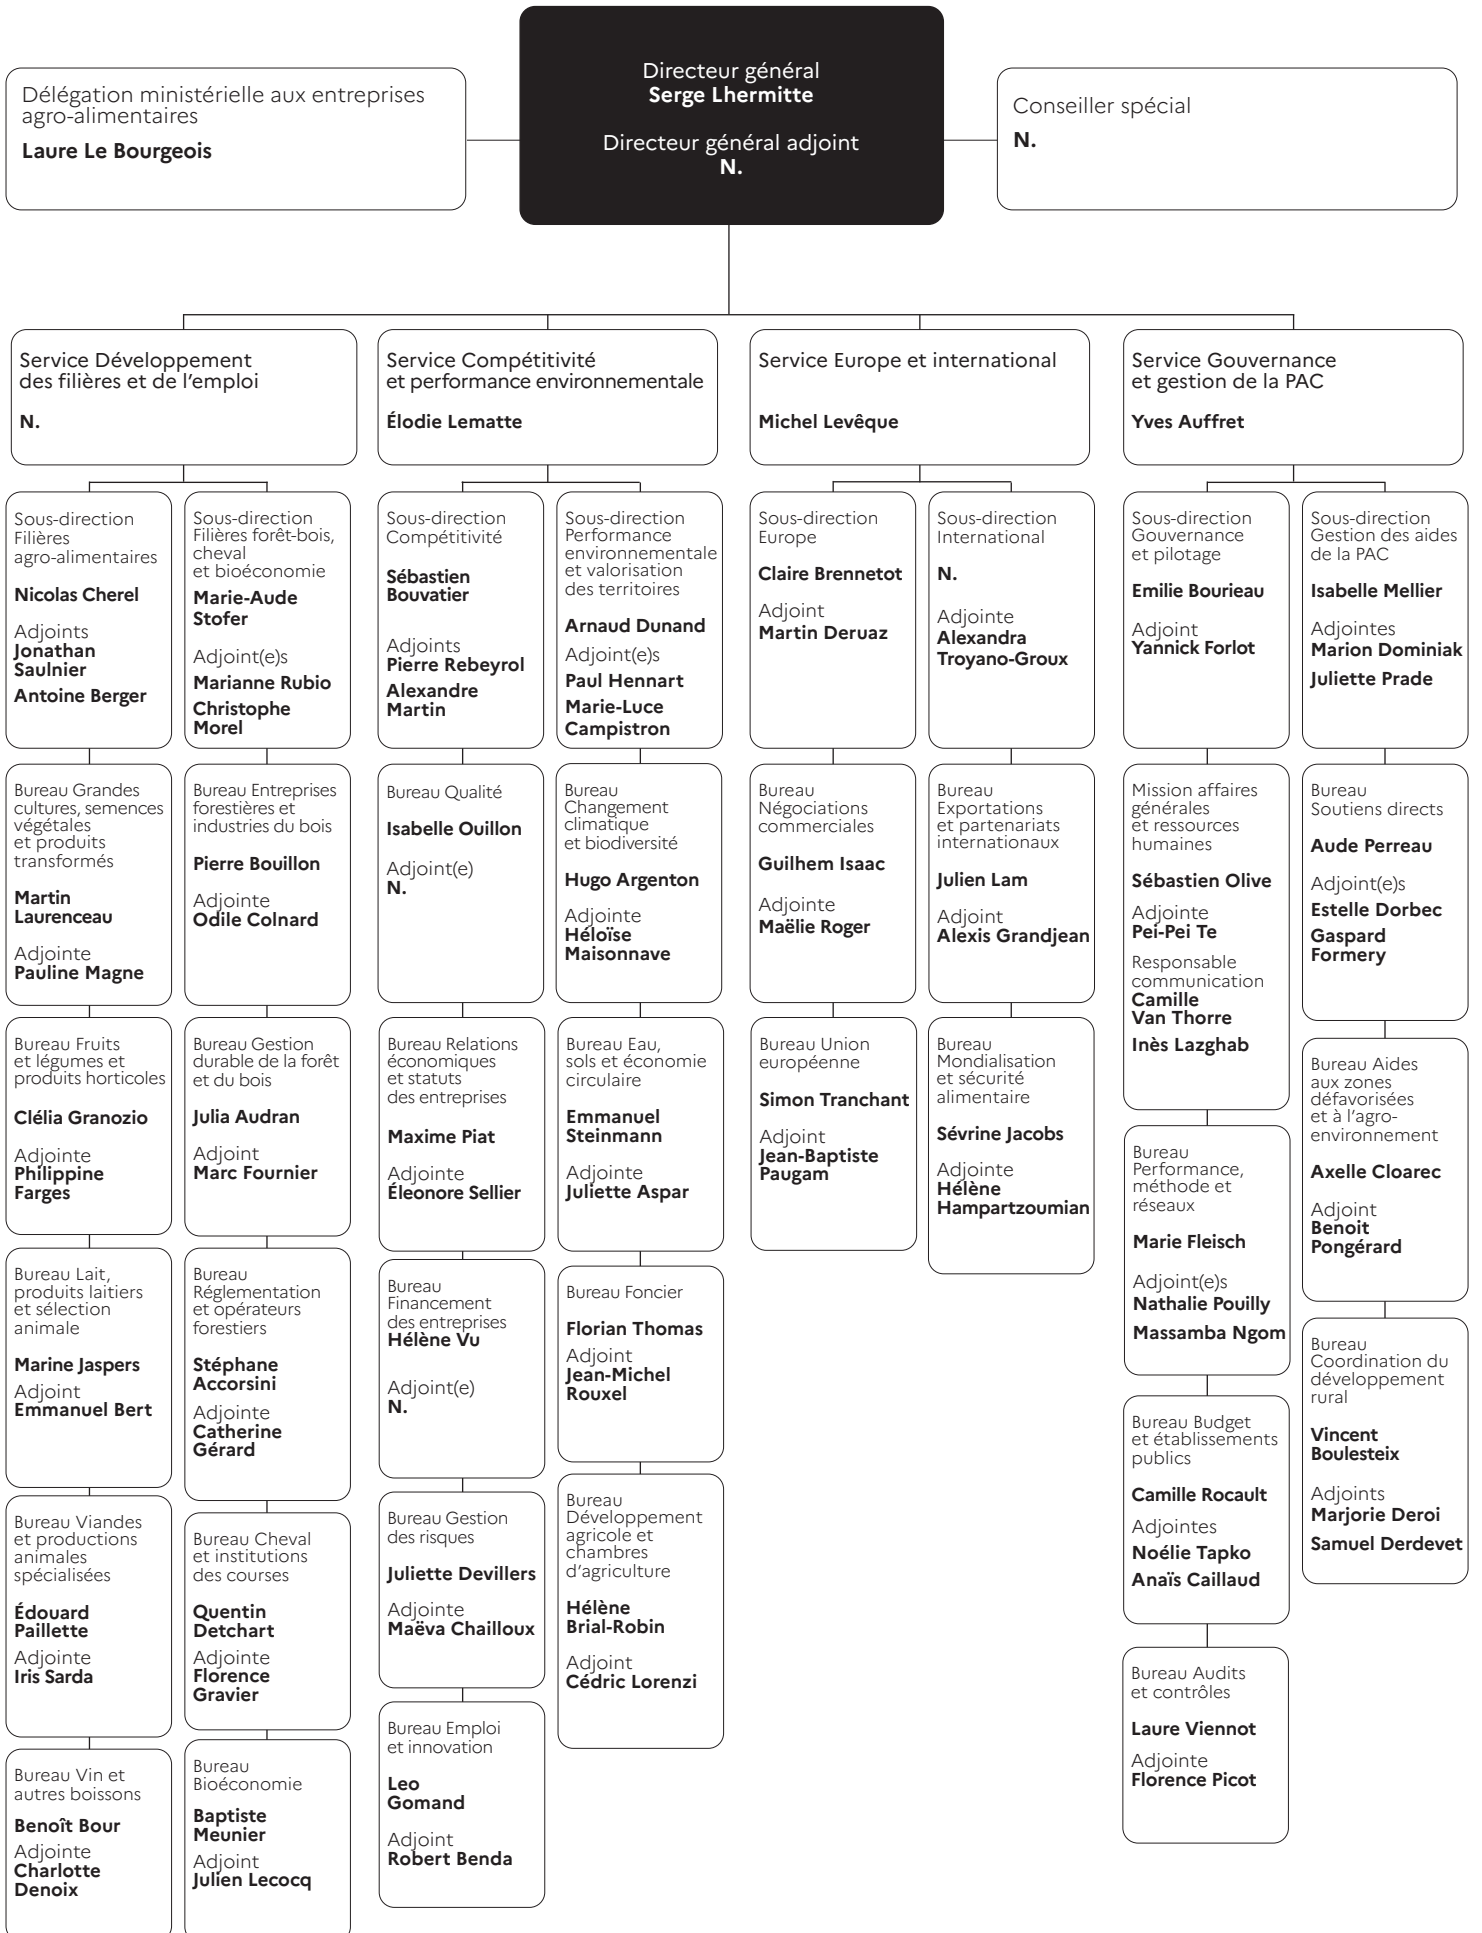 Directeur général
Serge Lhermitte
Directeur général adjoint
N.
Délégation ministérielle aux entreprises
agro-alimentaires
Laure Le Bourgeois
Conseiller spécial
N.
Service Développement
des filières et de l'emploi
N.
Service Compétitivité
et performance environnementale
Élodie Lematte
Service Europe et international
Michel Levêque
Service Gouvernance
et gestion de la PAC
Yves Auffret
Sous-direction
Filières
agro-alimentaires
Nicolas Cherel
Adjoints
Jonathan
Saulnier
Antoine Berger
Bureau Grandes
cultures, semences
végétales
et produits
transformés
Martin
Laurenceau
Adjointe
Pauline Magne
Bureau Fruits
et légumes et
produits horticoles
Clélia Granozio
Adjointe
Philippine
Farges
Bureau Lait,
produits laitiers
et sélection
animale
Marine Jaspers
Adjoint
Emmanuel Bert
Bureau Viandes
et productions
animales
spécialisées
Édouard
Paillette
Adjointe
Iris Sarda
Bureau Vin et
autres boissons
Benoît Bour
Adjointe
Charlotte
Denoix
Sous-direction
Filières forêt-bois,
cheval
et bioéconomie
Marie-Aude
Stofer
Adjoint(e)s
Marianne Rubio
Christophe
Morel
Bureau Entreprises
forestières et
industries du bois
Pierre Bouillon
Adjointe
Odile Colnard
Bureau Gestion
durable de la forêt
et du bois
Julia Audran
Adjoint
Marc Fournier
Bureau
Réglementation
et opérateurs
forestiers
Stéphane
Accorsini
Adjointe
Catherine
Gérard
Bureau Cheval
et institutions
des courses
Quentin
Detchart
Adjointe
Florence
Gravier
Bureau
Bioéconomie
Baptiste
Meunier
Adjoint
Julien Lecocq
Sous-direction
Compétitivité
Sébastien
Bouvatier
Adjoints
Pierre Rebeyrol
Alexandre
Martin
Bureau Qualité
Isabelle Ouillon
Adjoint(e)
N.
Bureau Relations
économiques
et statuts
des entreprises
Maxime Piat
Adjointe
Éleonore Sellier
Bureau
Financement
des entreprises
Hélène Vu
Adjoint(e)
N.
Bureau Gestion
des risques
Juliette Devillers
Adjointe
Maëva Chailloux
Bureau Emploi
et innovation
Leo
Gomand
Adjoint
Robert Benda
Sous-direction
Performance
environnementale
et valorisation
des territoires
Arnaud Dunand
Adjoint(e)s
Paul Hennart
Marie-Luce
Campistron
Bureau
Changement
climatique
et biodiversité
Hugo Argenton
Adjointe
Héloïse
Maisonnave
Bureau Eau,
sols et économie
circulaire
Emmanuel
Steinmann
Adjointe
Juliette Aspar
Bureau Foncier
Florian Thomas
Adjoint
Jean-Michel
Rouxel
Bureau
Développement
agricole et
chambres
d'agriculture
Hélène
Brial-Robin
Adjoint
Cédric Lorenzi
Sous-direction
Europe
Claire Brennetot
Adjoint
Martin Deruaz
Bureau
Négociations
commerciales
Guilhem Isaac
Adjointe
Maëlie Roger
Bureau Union
européenne
Simon Tranchant
Adjoint
Jean-Baptiste
Paugam
Sous-direction
International
N.
Adjointe
Alexandra
Troyano-Groux
Bureau
Exportations
et partenariats
internationaux
Julien Lam
Adjoint
Alexis Grandjean
Bureau
Mondialisation
et sécurité
alimentaire
Sévrine Jacobs
Adjointe
Hélène
Hampartzoumian
Sous-direction
Gouvernance
et pilotage
Emilie Bourieau
Adjoint
Yannick Forlot
Mission affaires
générales
et ressources
humaines
Sébastien Olive
Adjointe
Pei-Pei Te
Responsable
communication
Camille
Van Thorre
Inès Lazghab
Bureau
Performance,
méthode et
réseaux
Marie Fleisch
Adjoint(e)s
Nathalie Pouilly
Massamba Ngom
Bureau Budget
et établissements
publics
Camille Rocault
Adjointes
Noélie Tapko
Anaïs Caillaud
Bureau Audits
et contrôles
Laure Viennot
Adjointe
Florence Picot
Sous-direction
Gestion des aides
de la PAC
Isabelle Mellier
Adjointes
Marion Dominiak
Juliette Prade
Bureau
Soutiens directs
Aude Perreau
Adjoint(e)s
Estelle Dorbec
Gaspard
Formery
Bureau Aides
aux zones
défavorisées
et à l'agro-
environnement
Axelle Cloarec
Adjoint
Benoit
Pongérard
Bureau
Coordination du
développement
rural
Vincent
Boulesteix
Adjoints
Marjorie Deroi
Samuel Derdevet